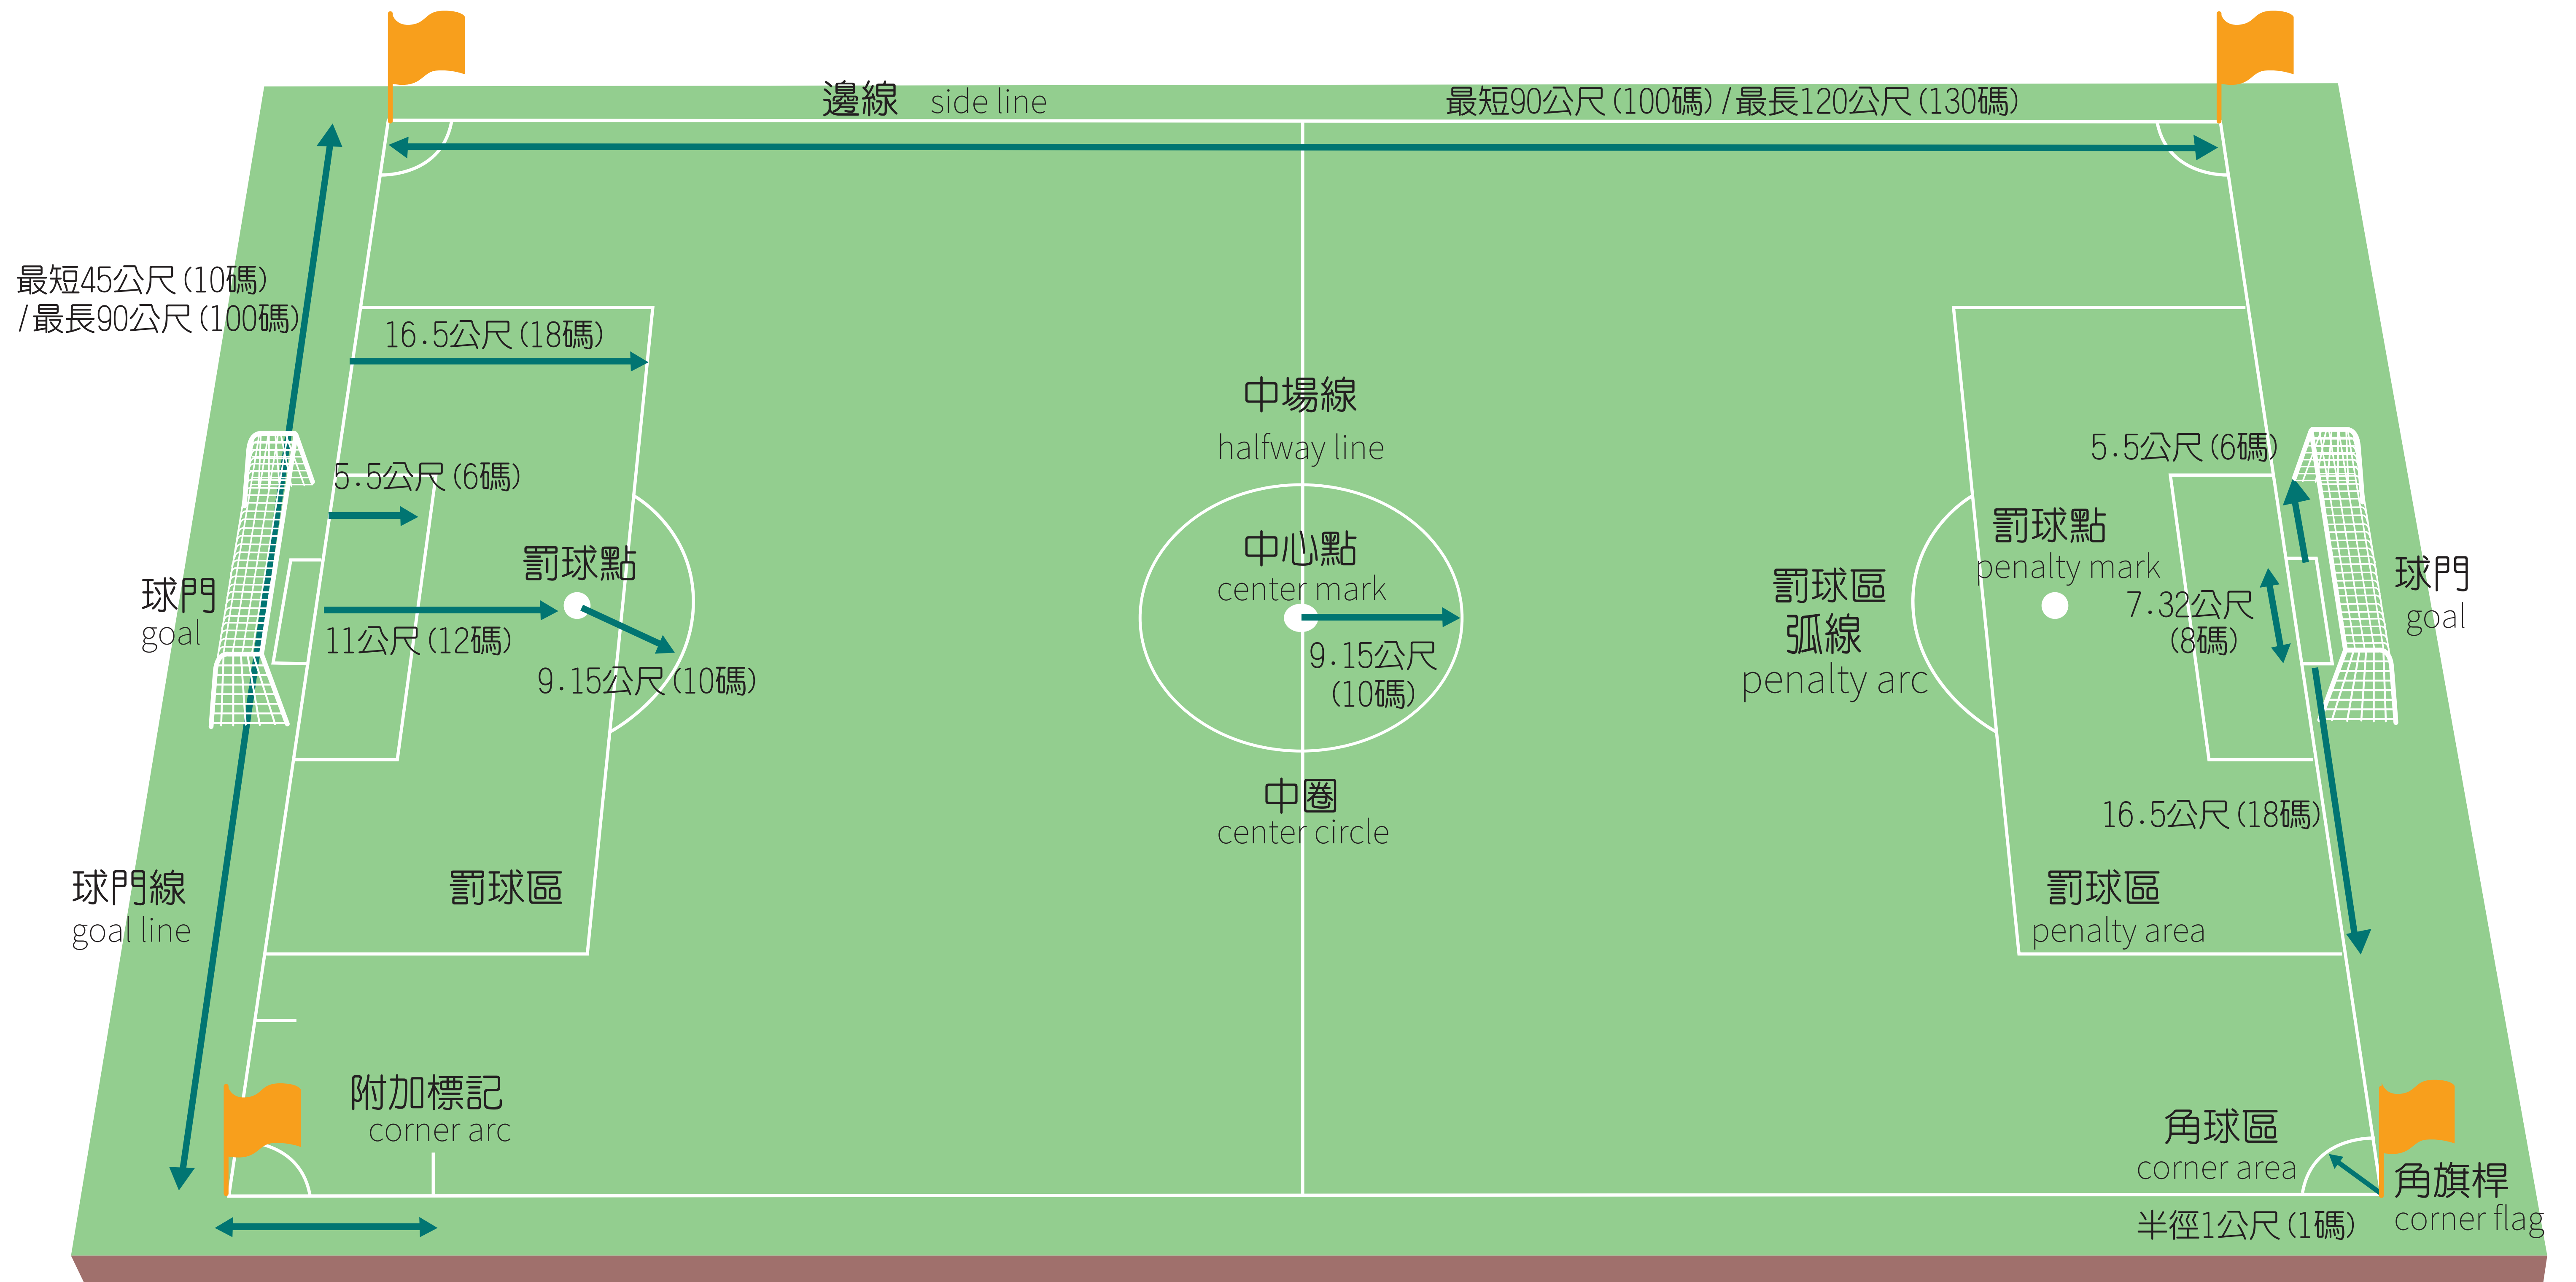 邊線 side line
最短90公尺(100碼)/最長120公尺(130碼)
最短45公尺(10碼)
/最長90公尺(100碼)
16.5公尺(18碼)
中場線
halfway line
5.5公尺(6碼)
5.5公尺(6碼)
罰球點
中心點
center mark
罰球點
penalty mark
球門
goal
11公尺(12碼)
9.15公尺(10碼)
9.15公尺
(10碼)
罰球區
弧線
penalty arc
7.32公尺
(8碼)
球門
goal
中圈
center circle
16.5公尺(18碼)
球門線
goal line
罰球區
罰球區
penalty area
附加標記
corner arc
角球區
corner area
角旗桿
corner flag
半徑1公尺(1碼)